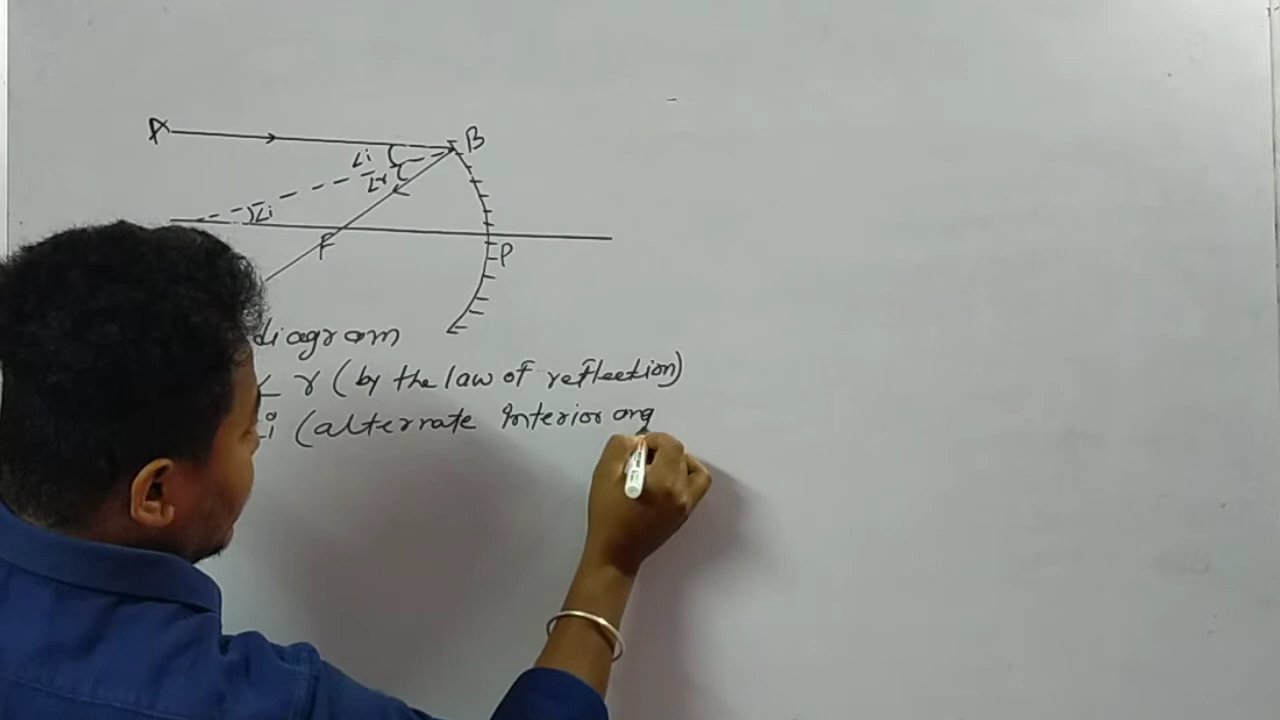 A
B
∠i
∠r
∠i
F
P
diagram
∠ r (by the law of reflection)
∠i (alternate Interior ang